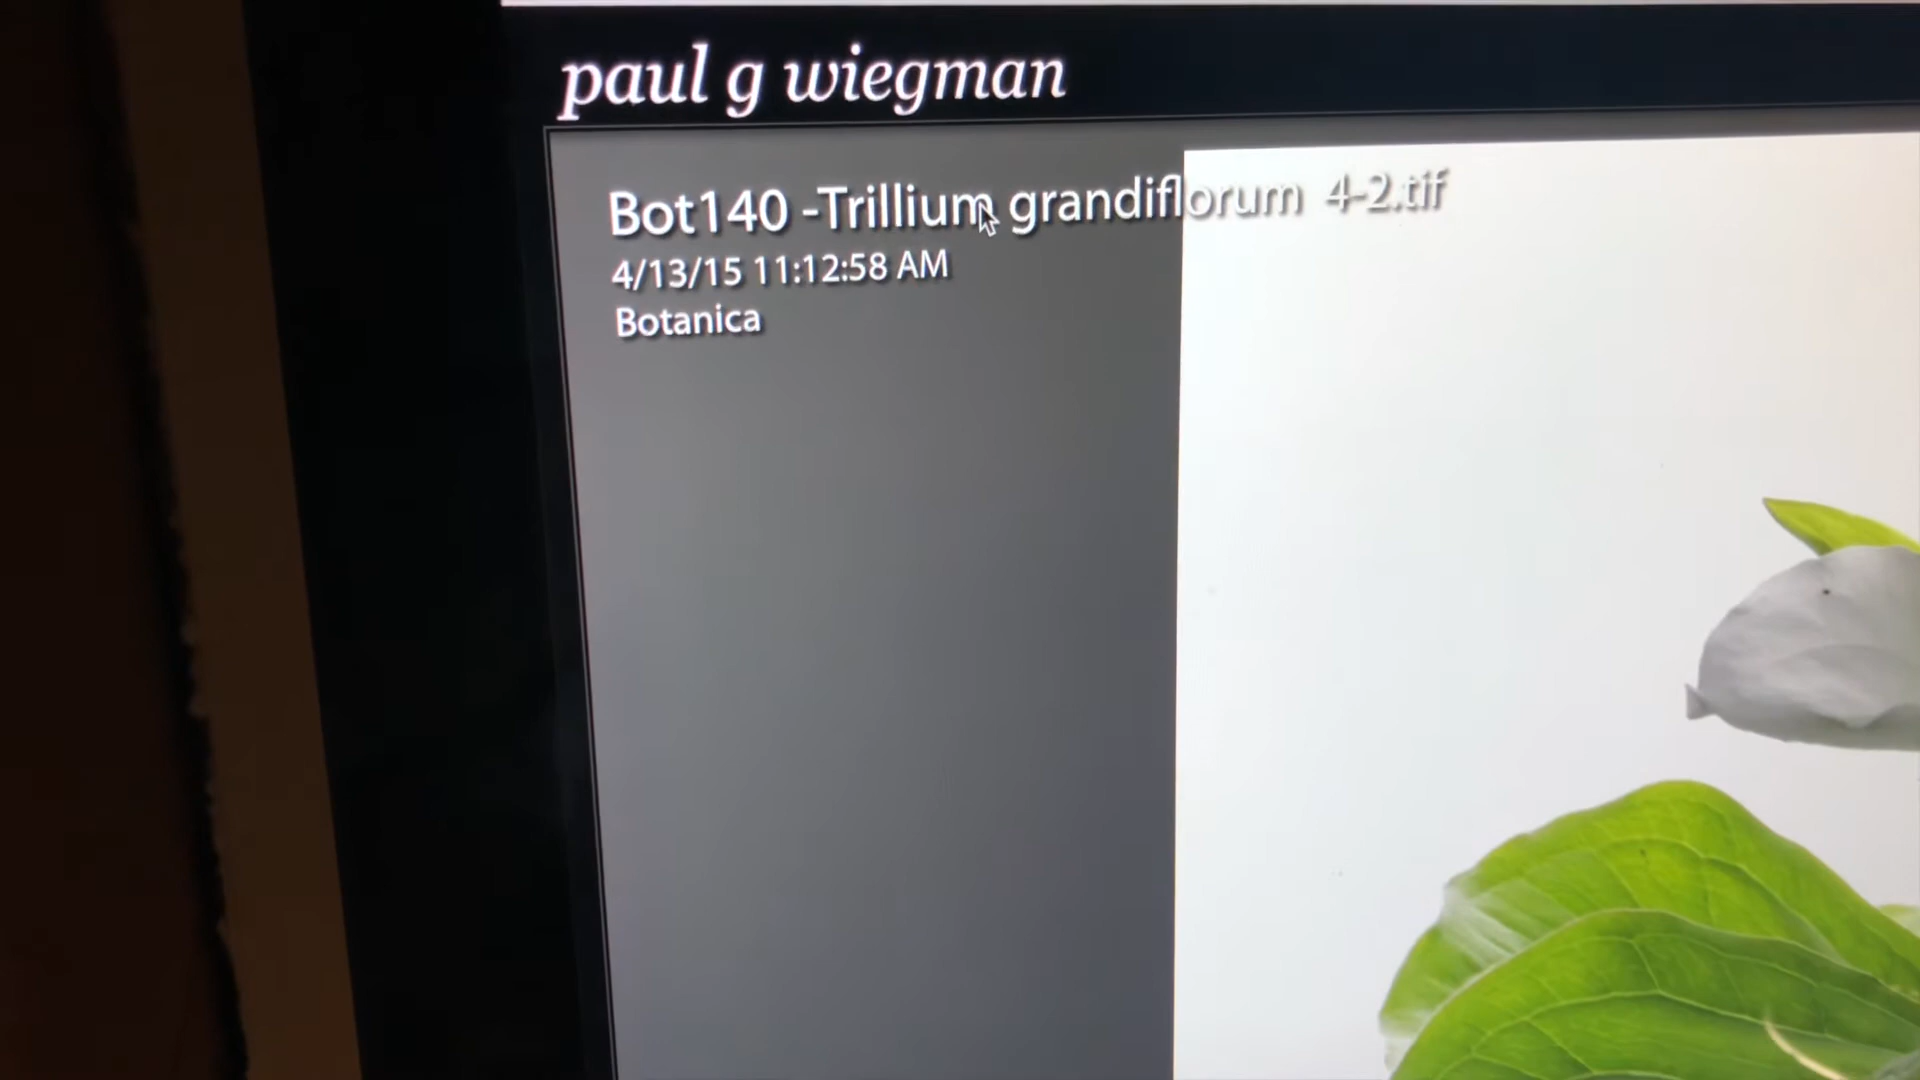 paul g wiegman
Bot140 -Trillium grandiflorum 4-2.tif
4/13/15 11:12:58 AM
Botanica